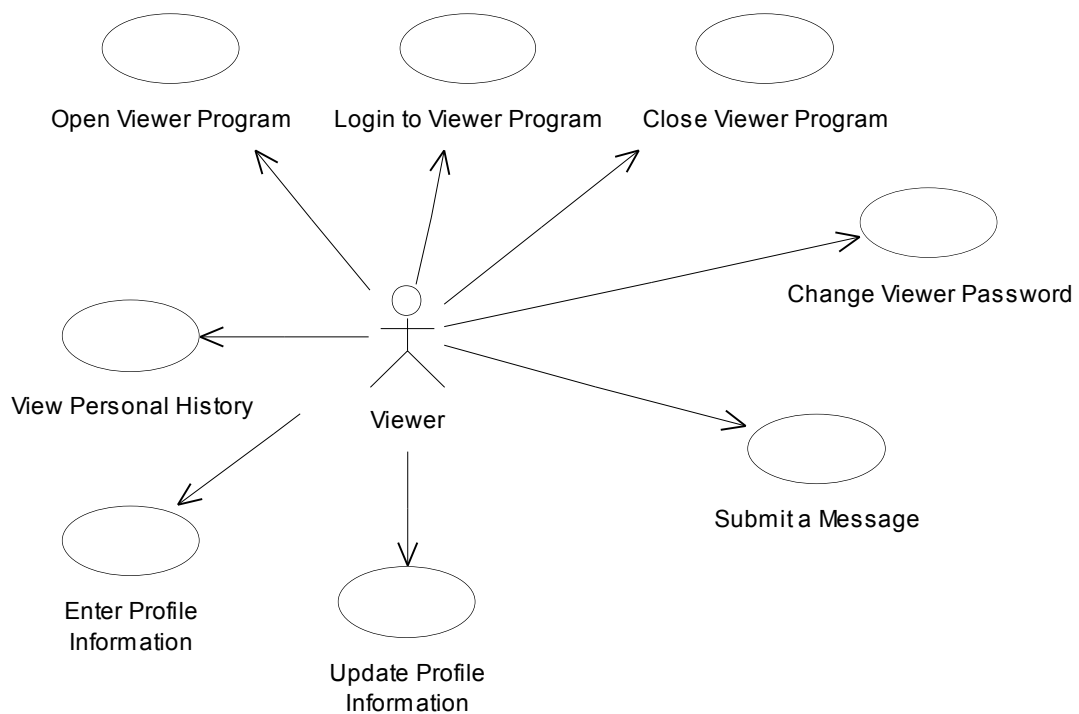 Open Viewer Program
Login to Viewer Program
Close Viewer Program
Change Viewer Password
View Personal History
Viewer
Submit a Message
Enter Profile
Information
Update Profile
Information